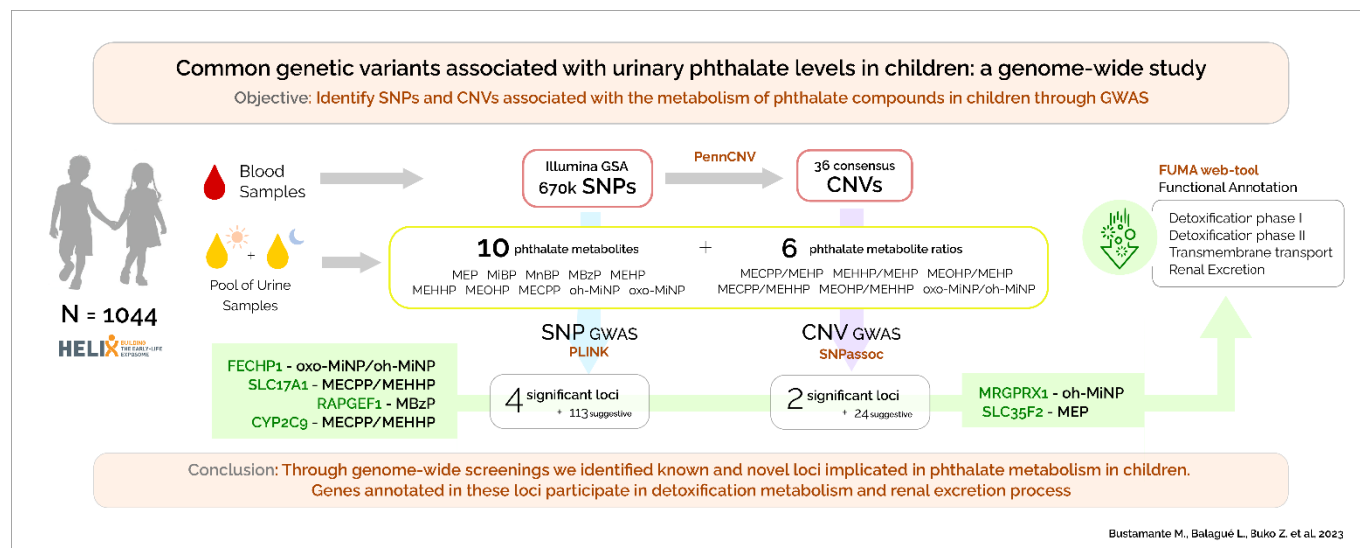 Common genetic variants associated with urinary phthalate levels in children: a genome-wide study
Objective: Identify SNPs and CNVs associated with the metabolism of phthalate compounds in children through GWAS
Blood
Samples
Illumina GSA
670k SNPs
PennCNV
36 consensus
CNVs
FUMA web-tool
Functional Annotation
Detoxification phase I
Detoxification phase II
Transmembrane transport
Renal Excretion
+
Pool of Urine
Samples
N = 1044
HELIX BUILDING
THE EARLY-LIFE
EXPOSOME
10 phthalate metabolites
MEP MiBP MnBP MBzP MEHP
MEHHP MEOHP MECPP oh-MiNP oxo-MiNP
+
6 phthalate metabolite ratios
MECPP/MEHP MEHHP/MEHP MEOHP/MEHP
MECPP/MEHHP MEOHP/MEHHP oxo-MiNP/oh-MiNP
SNP GWAS
PLINK
CNV GWAS
SNPassoc
FECHP1 - oxo-MiNP/oh-MiNP
SLC17A1 - MECPP/MEHHP
RAPGEF1 - MBzP
CYP2C9 - MECPP/MEHHP
4 significant loci
+ 113 suggestive
2 significant loci
+ 24 suggestive
MRGPRX1 - oh-MiNP
SLC35F2 - MEP
Conclusion: Through genome-wide screenings we identified known and novel loci implicated in phthalate metabolism in children.
Genes annotated in these loci participate in detoxification metabolism and renal excretion process
Bustamante M., Balagué L., Buko Z. et al. 2023